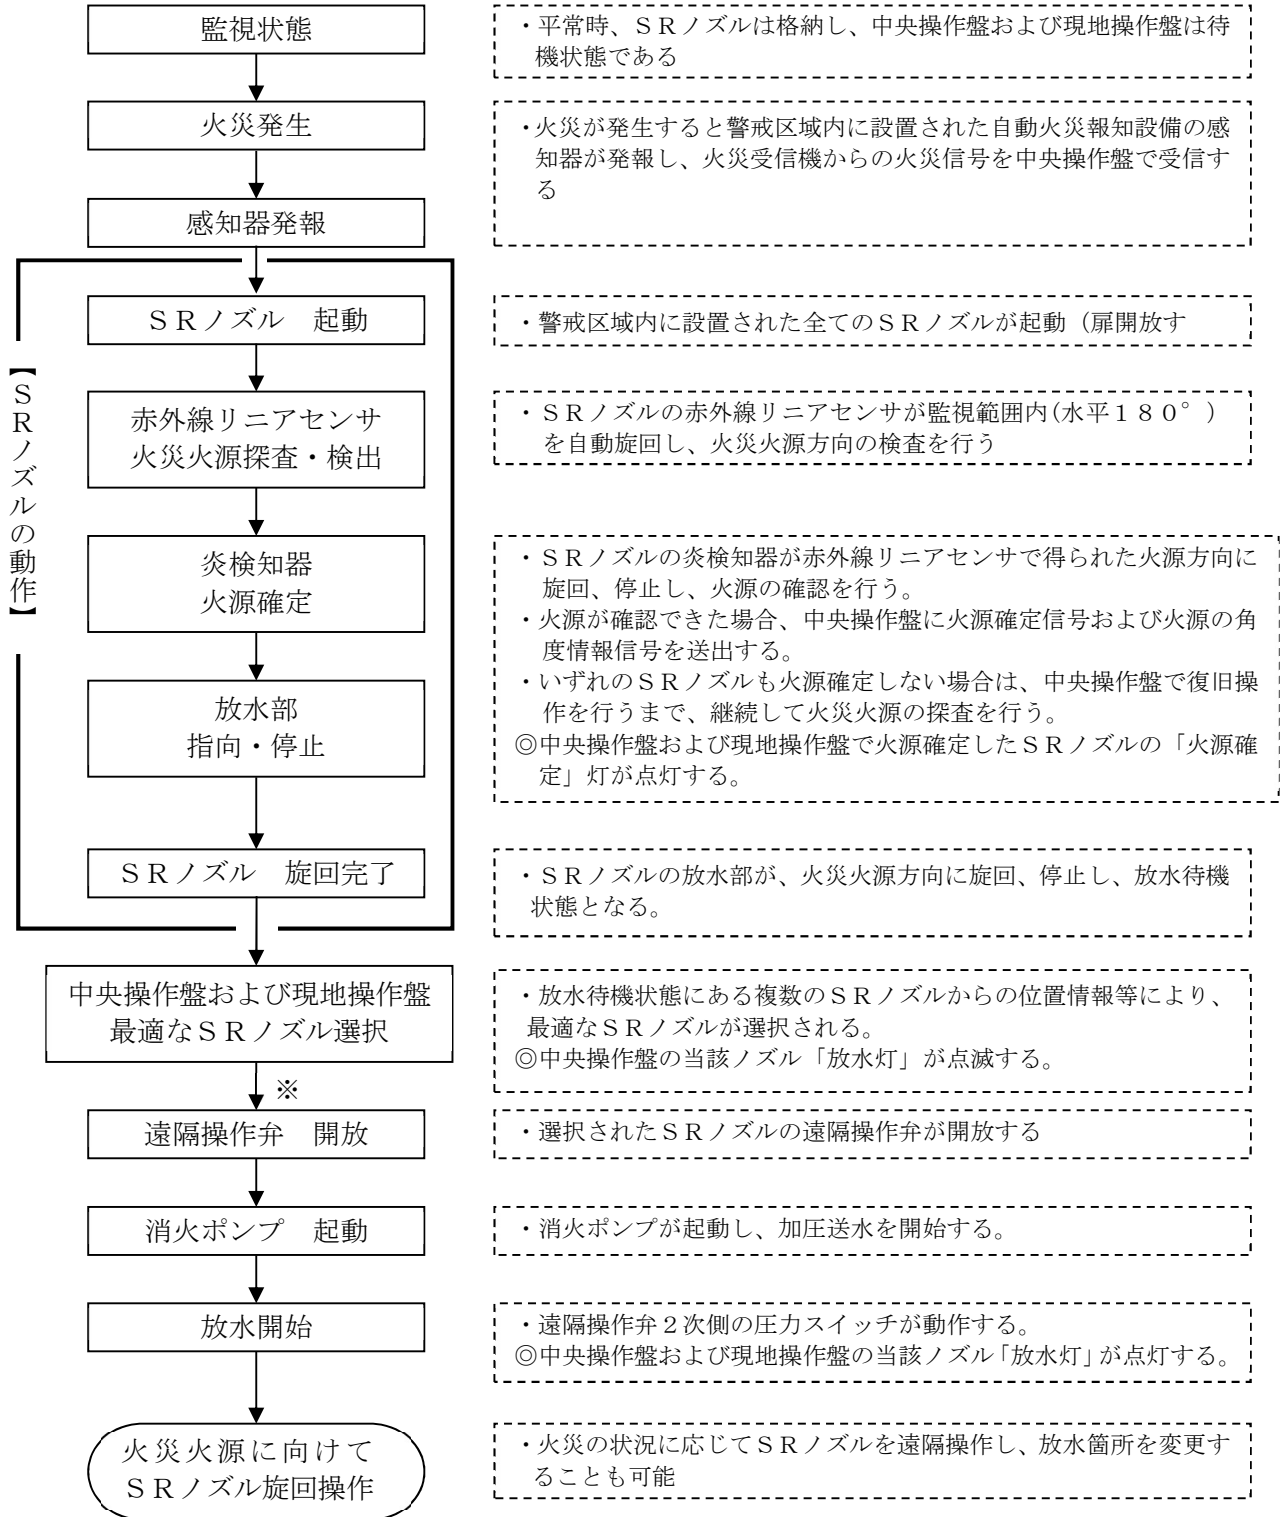 監視状態
・平常時、ＳＲノズルは格納し、中央操作盤および現地操作盤は待
機状態である
火災発生
・火災が発生すると警戒区域内に設置された自動火災報知設備の感
知器が発報し、火災受信機からの火災信号を中央操作盤で受信す
る
感知器発報
【ＳＲノズルの動作】
ＳＲノズル　起動
・警戒区域内に設置された全てのＳＲノズルが起動（扉開放す
赤外線リニアセンサ
火災火源探査・検出
・ＳＲノズルの赤外線リニアセンサが監視範囲内(水平１８０°）
を自動旋回し、火災火源方向の検査を行う
炎検知器
火源確定
・ＳＲノズルの炎検知器が赤外線リニアセンサで得られた火源方向に
旋回、停止し、火源の確認を行う。
・火源が確認できた場合、中央操作盤に火源確定信号および火源の角
度情報信号を送出する。
・いずれのＳＲノズルも火源確定しない場合は、中央操作盤で復旧操
作を行うまで、継続して火災火源の探査を行う。
◎中央操作盤および現地操作盤で火源確定したＳＲノズルの「火源確
定」灯が点灯する。
放水部
指向・停止
ＳＲノズル　旋回完了
・ＳＲノズルの放水部が、火災火源方向に旋回、停止し、放水待機
状態となる。
中央操作盤および現地操作盤
最適なＳＲノズル選択
・放水待機状態にある複数のＳＲノズルからの位置情報等により、
最適なＳＲノズルが選択される。
◎中央操作盤の当該ノズル「放水灯」が点滅する。
※
遠隔操作弁　開放
・選択されたＳＲノズルの遠隔操作弁が開放する
消火ポンプ　起動
・消火ポンプが起動し、加圧送水を開始する。
放水開始
・遠隔操作弁２次側の圧力スイッチが動作する。
◎中央操作盤および現地操作盤の当該ノズル「放水灯」が点灯する。
火災火源に向けて
ＳＲノズル旋回操作
・火災の状況に応じてＳＲノズルを遠隔操作し、放水箇所を変更す
ることも可能